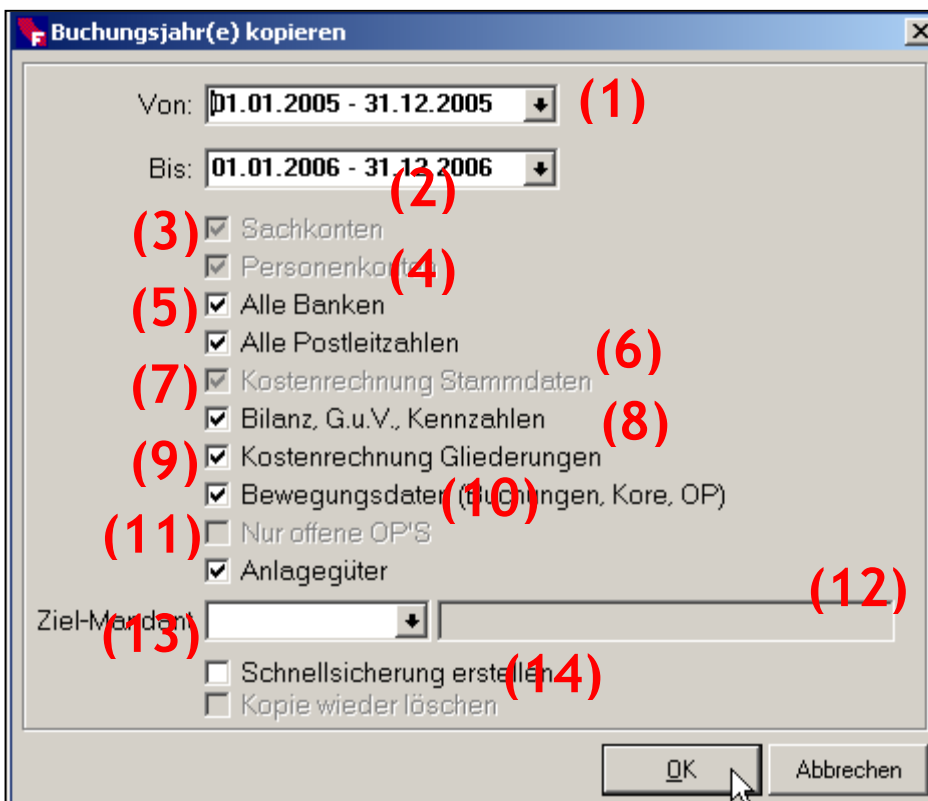 Buchungsjahr(e) kopieren
Von: 01.01.2005 - 31.12.2005 (1)
Bis: 01.01.2006 - 31.12.2006
(2)
(3) Sachkonten
Personenkonten (4)
(5) Alle Banken
Alle Postleitzahlen (6)
(7) Kostenrechnung Stammdaten
Bilanz, G.u.V., Kennzahlen (8)
(9) Kostenrechnung Gliederungen
Bewegungsdaten (Buchungen, Kore, OP) (10)
(11) Nur offene OP'S
Anlagegüter
(12)
Ziel-Mandant (13)
Schnellsicherung erstellen (14)
Kopie wieder löschen
OK Abbrechen